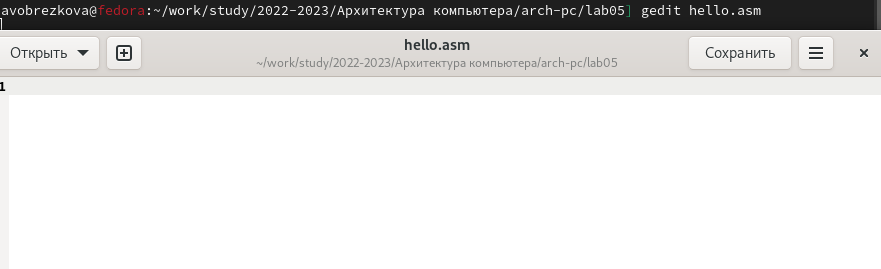 avobrezkova@fedora:~/work/study/2022-2023/Архитектура компьютера/arch-pc/lab05] gedit hello.asm
Открыть
hello.asm
~/work/study/2022-2023/Архитектура компьютера/arch-pc/lab05
Сохранить
1